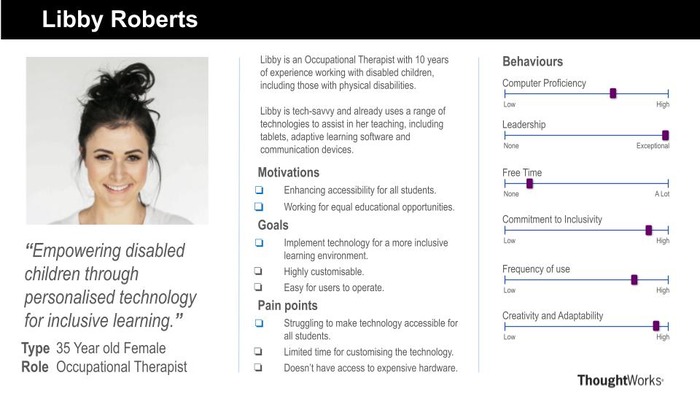 Libby Roberts
“Empowering disabled
children through
personalised technology
for inclusive learning.”
Type 35 Year old Female
Role Occupational Therapist
Libby is an Occupational Therapist with 10 years
of experience working with disabled children,
including those with physical disabilities.
Libby is tech-savvy and already uses a range of
technologies to assist in her teaching, including
tablets, adaptive learning software and
communication devices.
Motivations
Enhancing accessibility for all students.
Working for equal educational opportunities.
Goals
Implement technology for a more inclusive
learning environment.
Highly customisable.
Easy for users to operate.
Pain points
Struggling to make technology accessible for
all students.
Limited time for customising the technology.
Doesn’t have access to expensive hardware.
Behaviours
Computer Proficiency
Low High
Leadership
None Exceptional
Free Time
None A Lot
Commitment to Inclusivity
Low High
Frequency of use
Low High
Creativity and Adaptability
Low High
ThoughtWorks